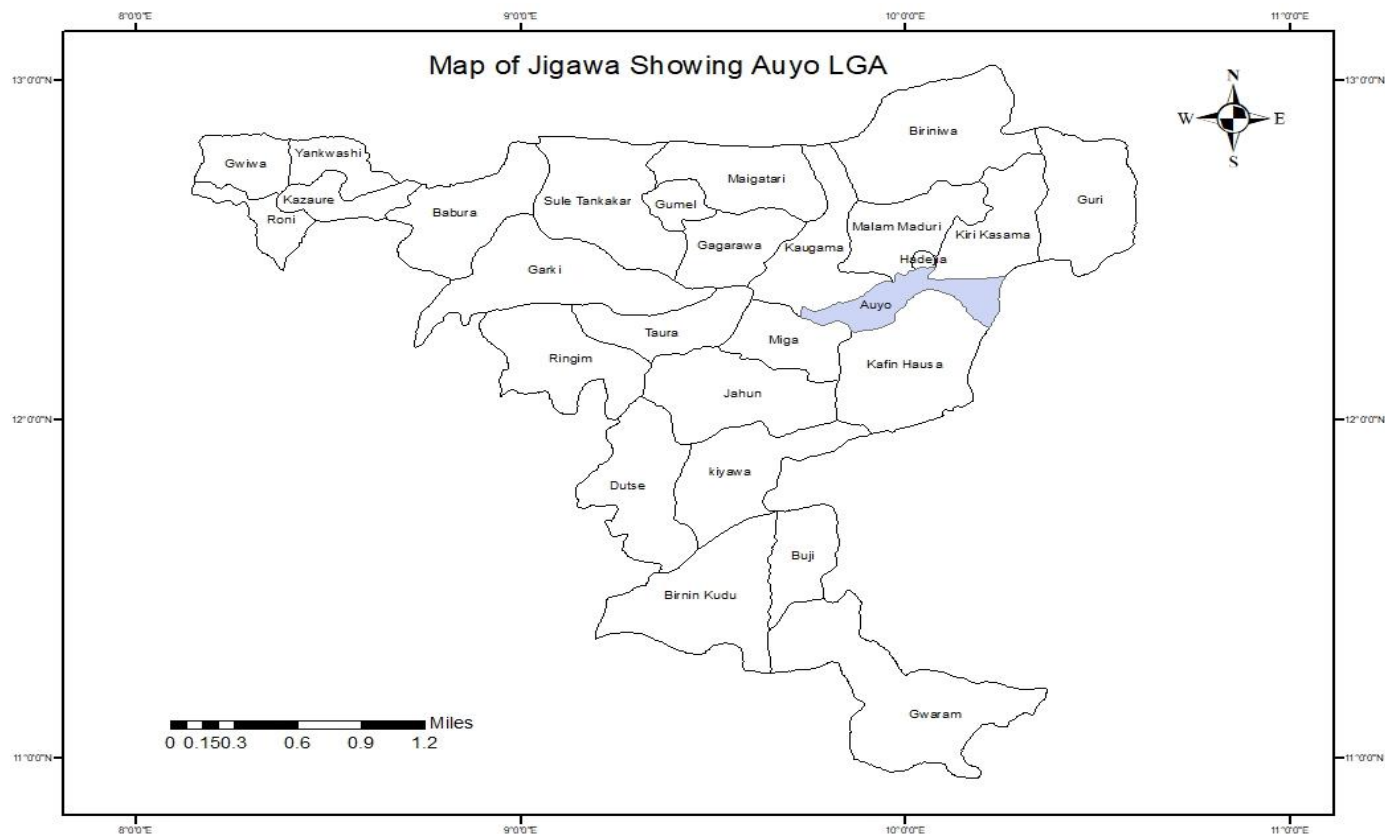 8°0'0"E 9°0'0"E 10°0'0"E 11°0'0"E
Map of Jigawa Showing Auyo LGA
13°0'0"N 13°0'0"N
N
W E
S
Biriniwa
Yankwashi
Gwiwa
Maigatari
Kazaure
Sule Tankakar
Guri
Gumel
Babura
Roni
Malam Maduri
Kiri Kasama
Gagarawa
Kaugama
Hadejia
Garki
Auyo
Taura
Miga
Ringim
Kafin Hausa
Jahun
12°0'0"N 12°0'0"N
kiyawa
Dutse
Buji
Birnin Kudu
Gwaram
Miles
0 0.150.3 0.6 0.9 1.2
11°0'0"N 11°0'0"N
8°0'0"E 9°0'0"E 10°0'0"E 11°0'0"E